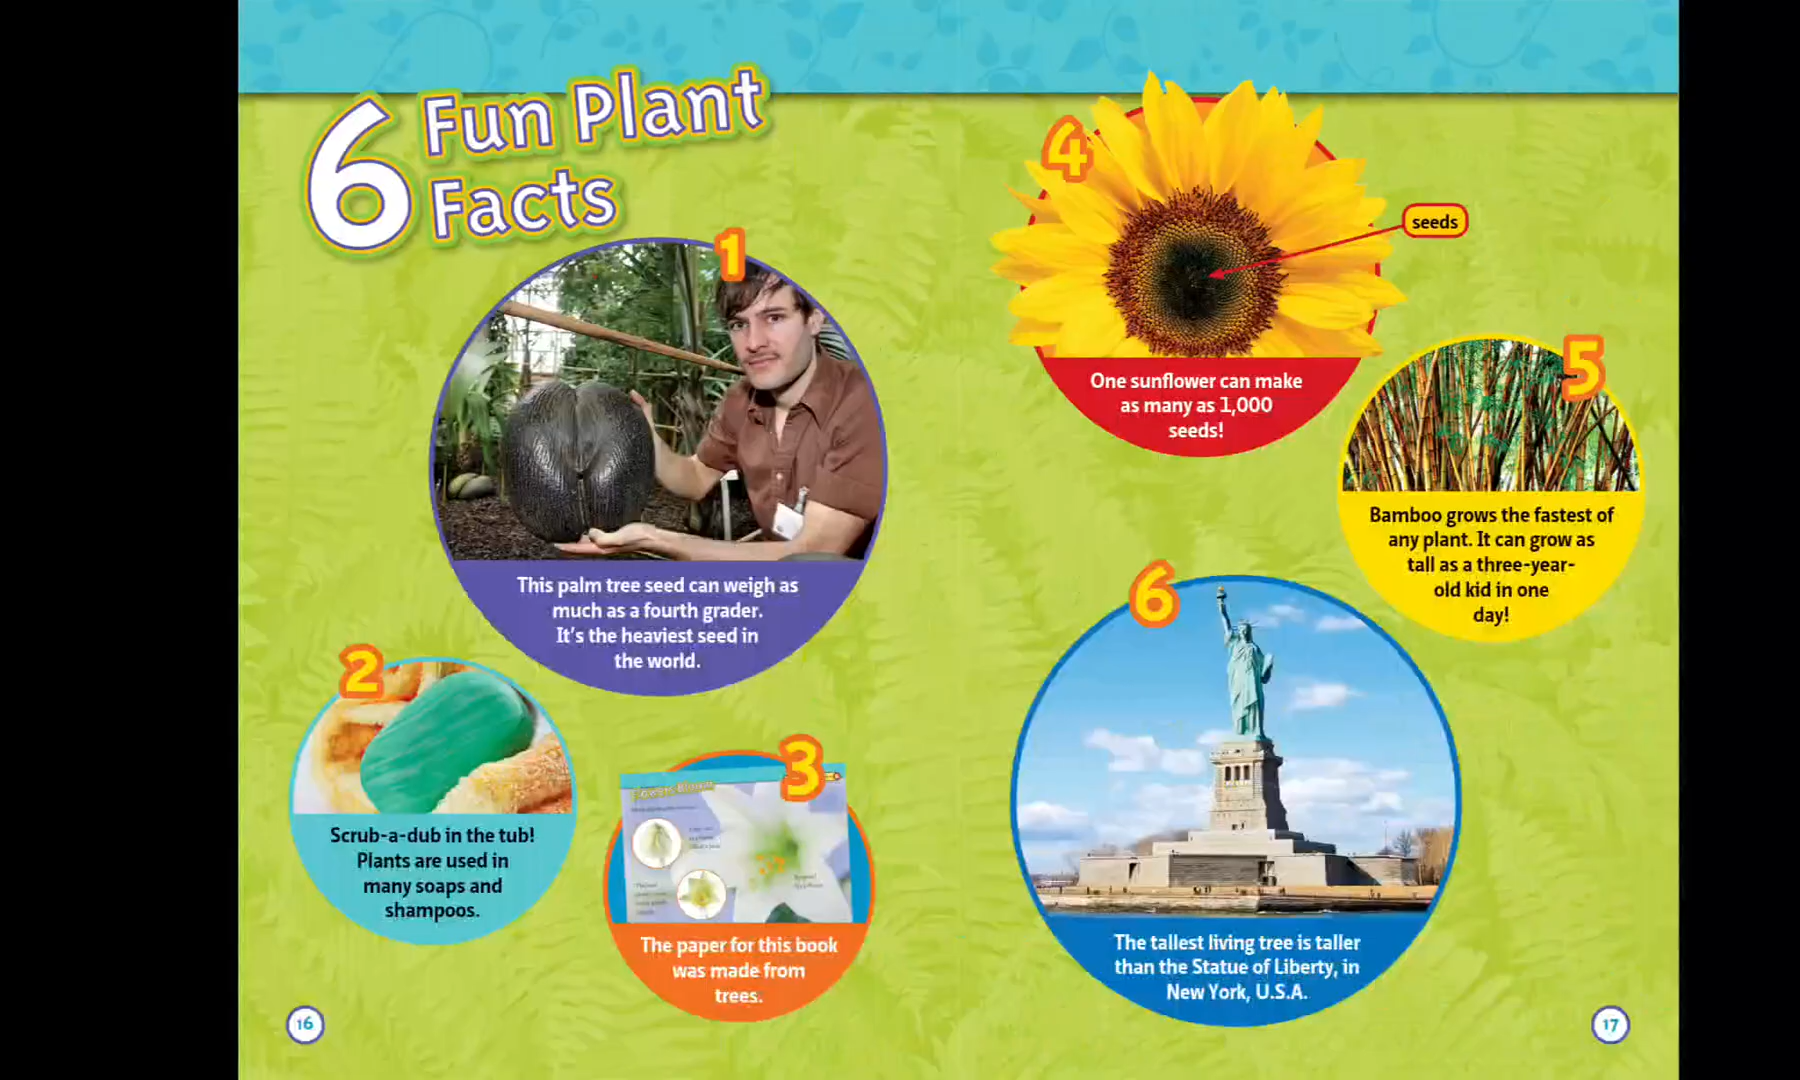 6 Fun Plant
Facts
1
This palm tree seed can weigh as
much as a fourth grader.
It's the heaviest seed in
the world.
2
Scrub-a-dub in the tub!
Plants are used in
many soaps and
shampoos.
3
The paper for this book
was made from
trees.
16
4
seeds
One sunflower can make
as many as 1,000
seeds!
5
Bamboo grows the fastest of
any plant. It can grow as
tall as a three-year-
old kid in one
day!
6
The tallest living tree is taller
than the Statue of Liberty, in
New York, U.S.A.
17